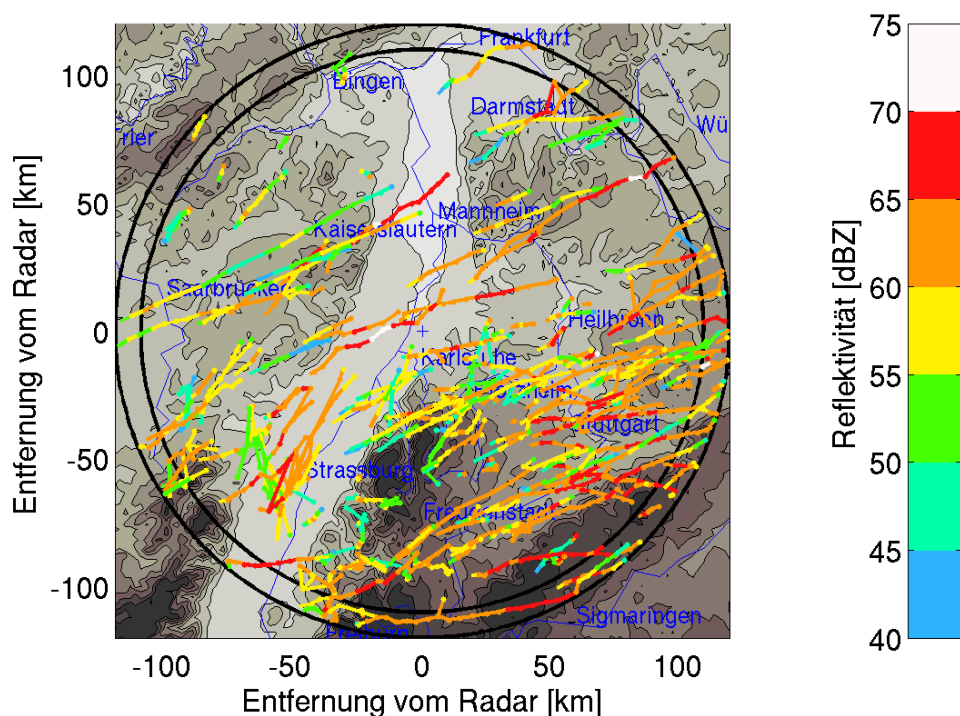 Frankfurt
100
Bingen
Darmstadt
rier
Wü
50
Mannheim
Kaiserslautern
Saarbrücken
0
Heilbronn
Karlsruhe
Pforzheim
Stuttgart
-50
Strassburg
Freudenstadt
-100
Sigmaringen
Freiburg
-100
-50
0
50
100
Entfernung vom Radar [km]
Entfernung vom Radar [km]
75
70
65
60
55
50
45
40
Reflektivität [dBZ]